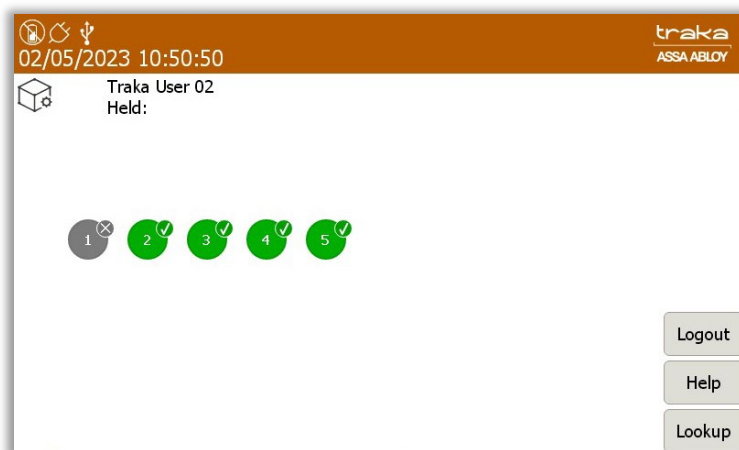 02/05/2023 10:50:50
traka
ASSA ABLOY
Traka User 02
Held:
1 2 3 4 5
Logout
Help
Lookup